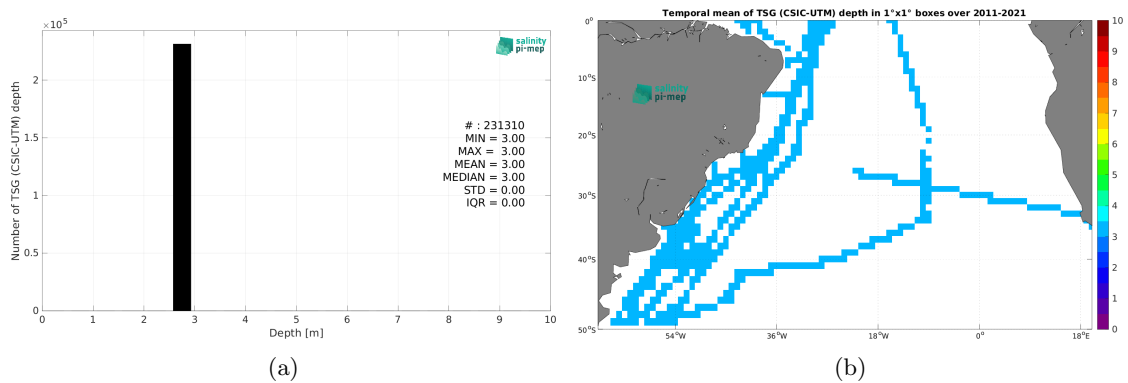 ×10^5
2
1.5
1
0.5
0
Number of TSG (CSIC-UTM) depth
salinity
pi-mep
# : 231310
MIN = 3.00
MAX = 3.00
MEAN = 3.00
MEDIAN = 3.00
STD = 0.00
IQR = 0.00
0 1 2 3 4 5 6 7 8 9 10
Depth [m]
(a)
Temporal mean of TSG (CSIC-UTM) depth in 1°x1° boxes over 2011-2021
0°
10°S
20°S
30°S
40°S
50°S
salinity
pi-mep
54°W 36°W 18°W 0° 18°E
10
9
8
7
6
5
4
3
2
1
0
(b)